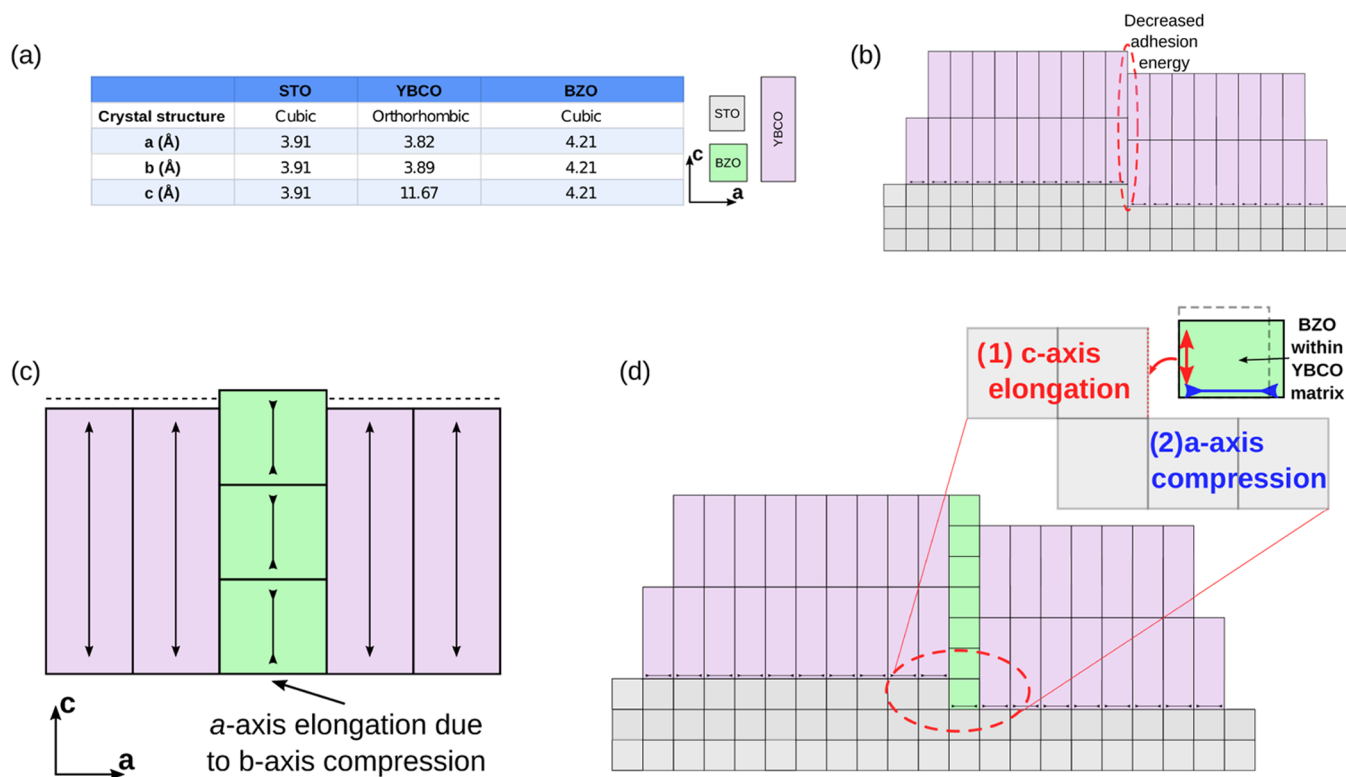 (a)
STO YBCO BZO
Crystal structure Cubic Orthorhombic Cubic
a (Å) 3.91 3.82 4.21
b (Å) 3.91 3.89 4.21
c (Å) 3.91 11.67 4.21
STO
BZO
YBCO
c
a
(b)
Decreased
adhesion
energy
(c)
c
a
a-axis elongation due
to b-axis compression
(d)
(1) c-axis
elongation
(2)a-axis
compression
BZO
within
YBCO
matrix